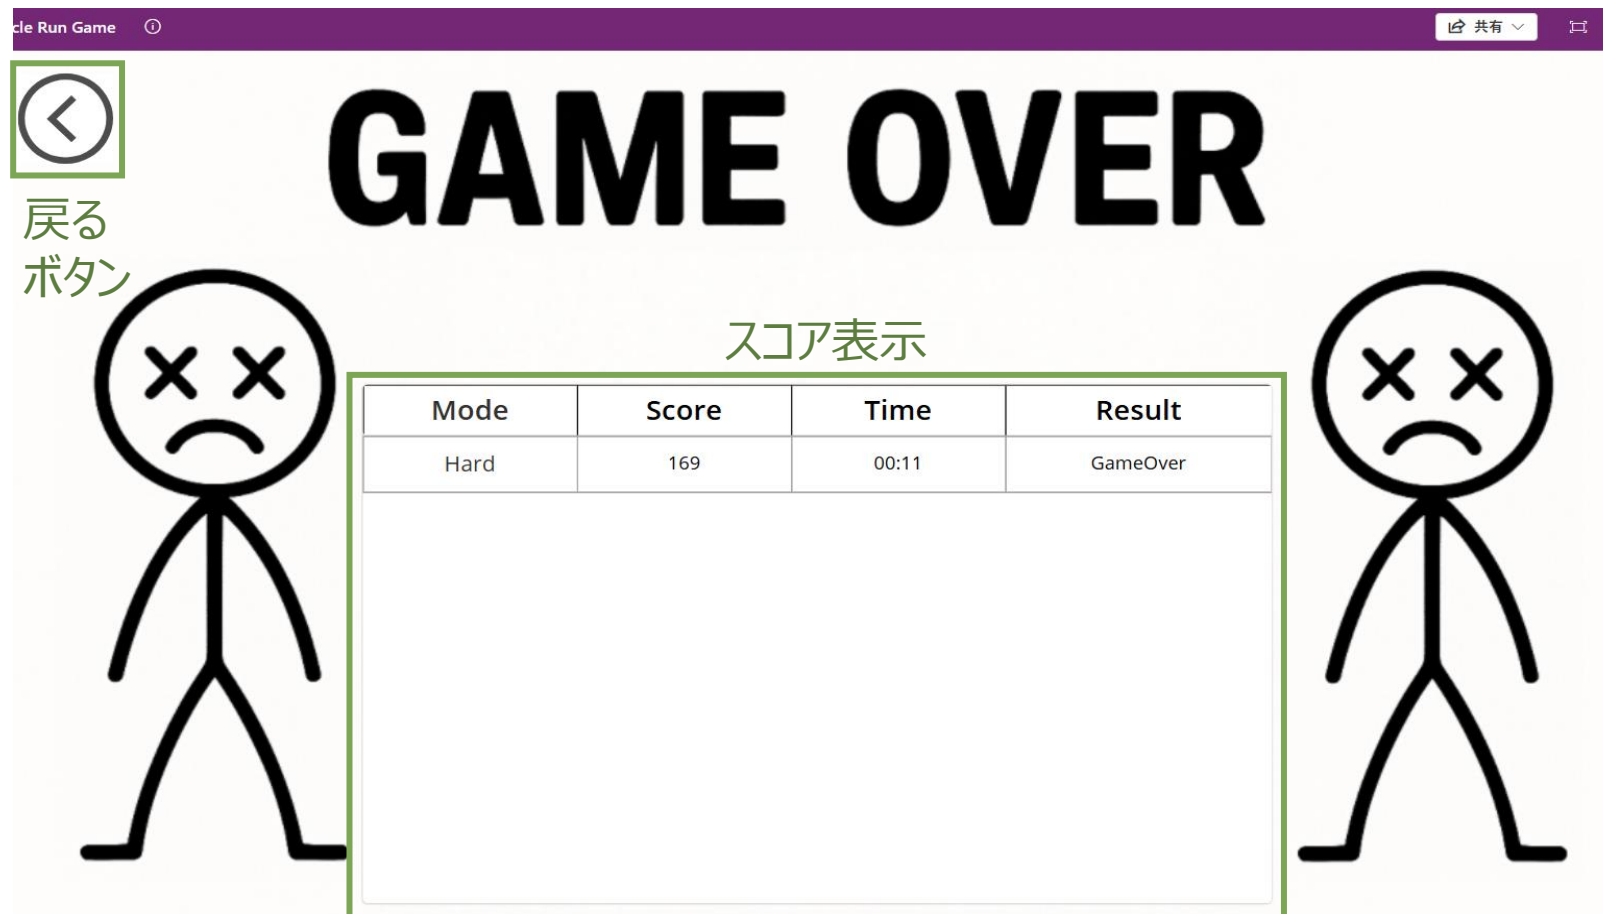 cle Run Game
共有
GAME OVER
戻る
ボタン
スコア表示
Mode Score Time Result
Hard 169 00:11 GameOver